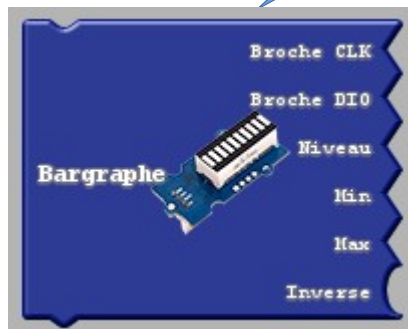 Broche CLK
Broche DIO
Niveau
Bargraphe
Min
Max
Inverse